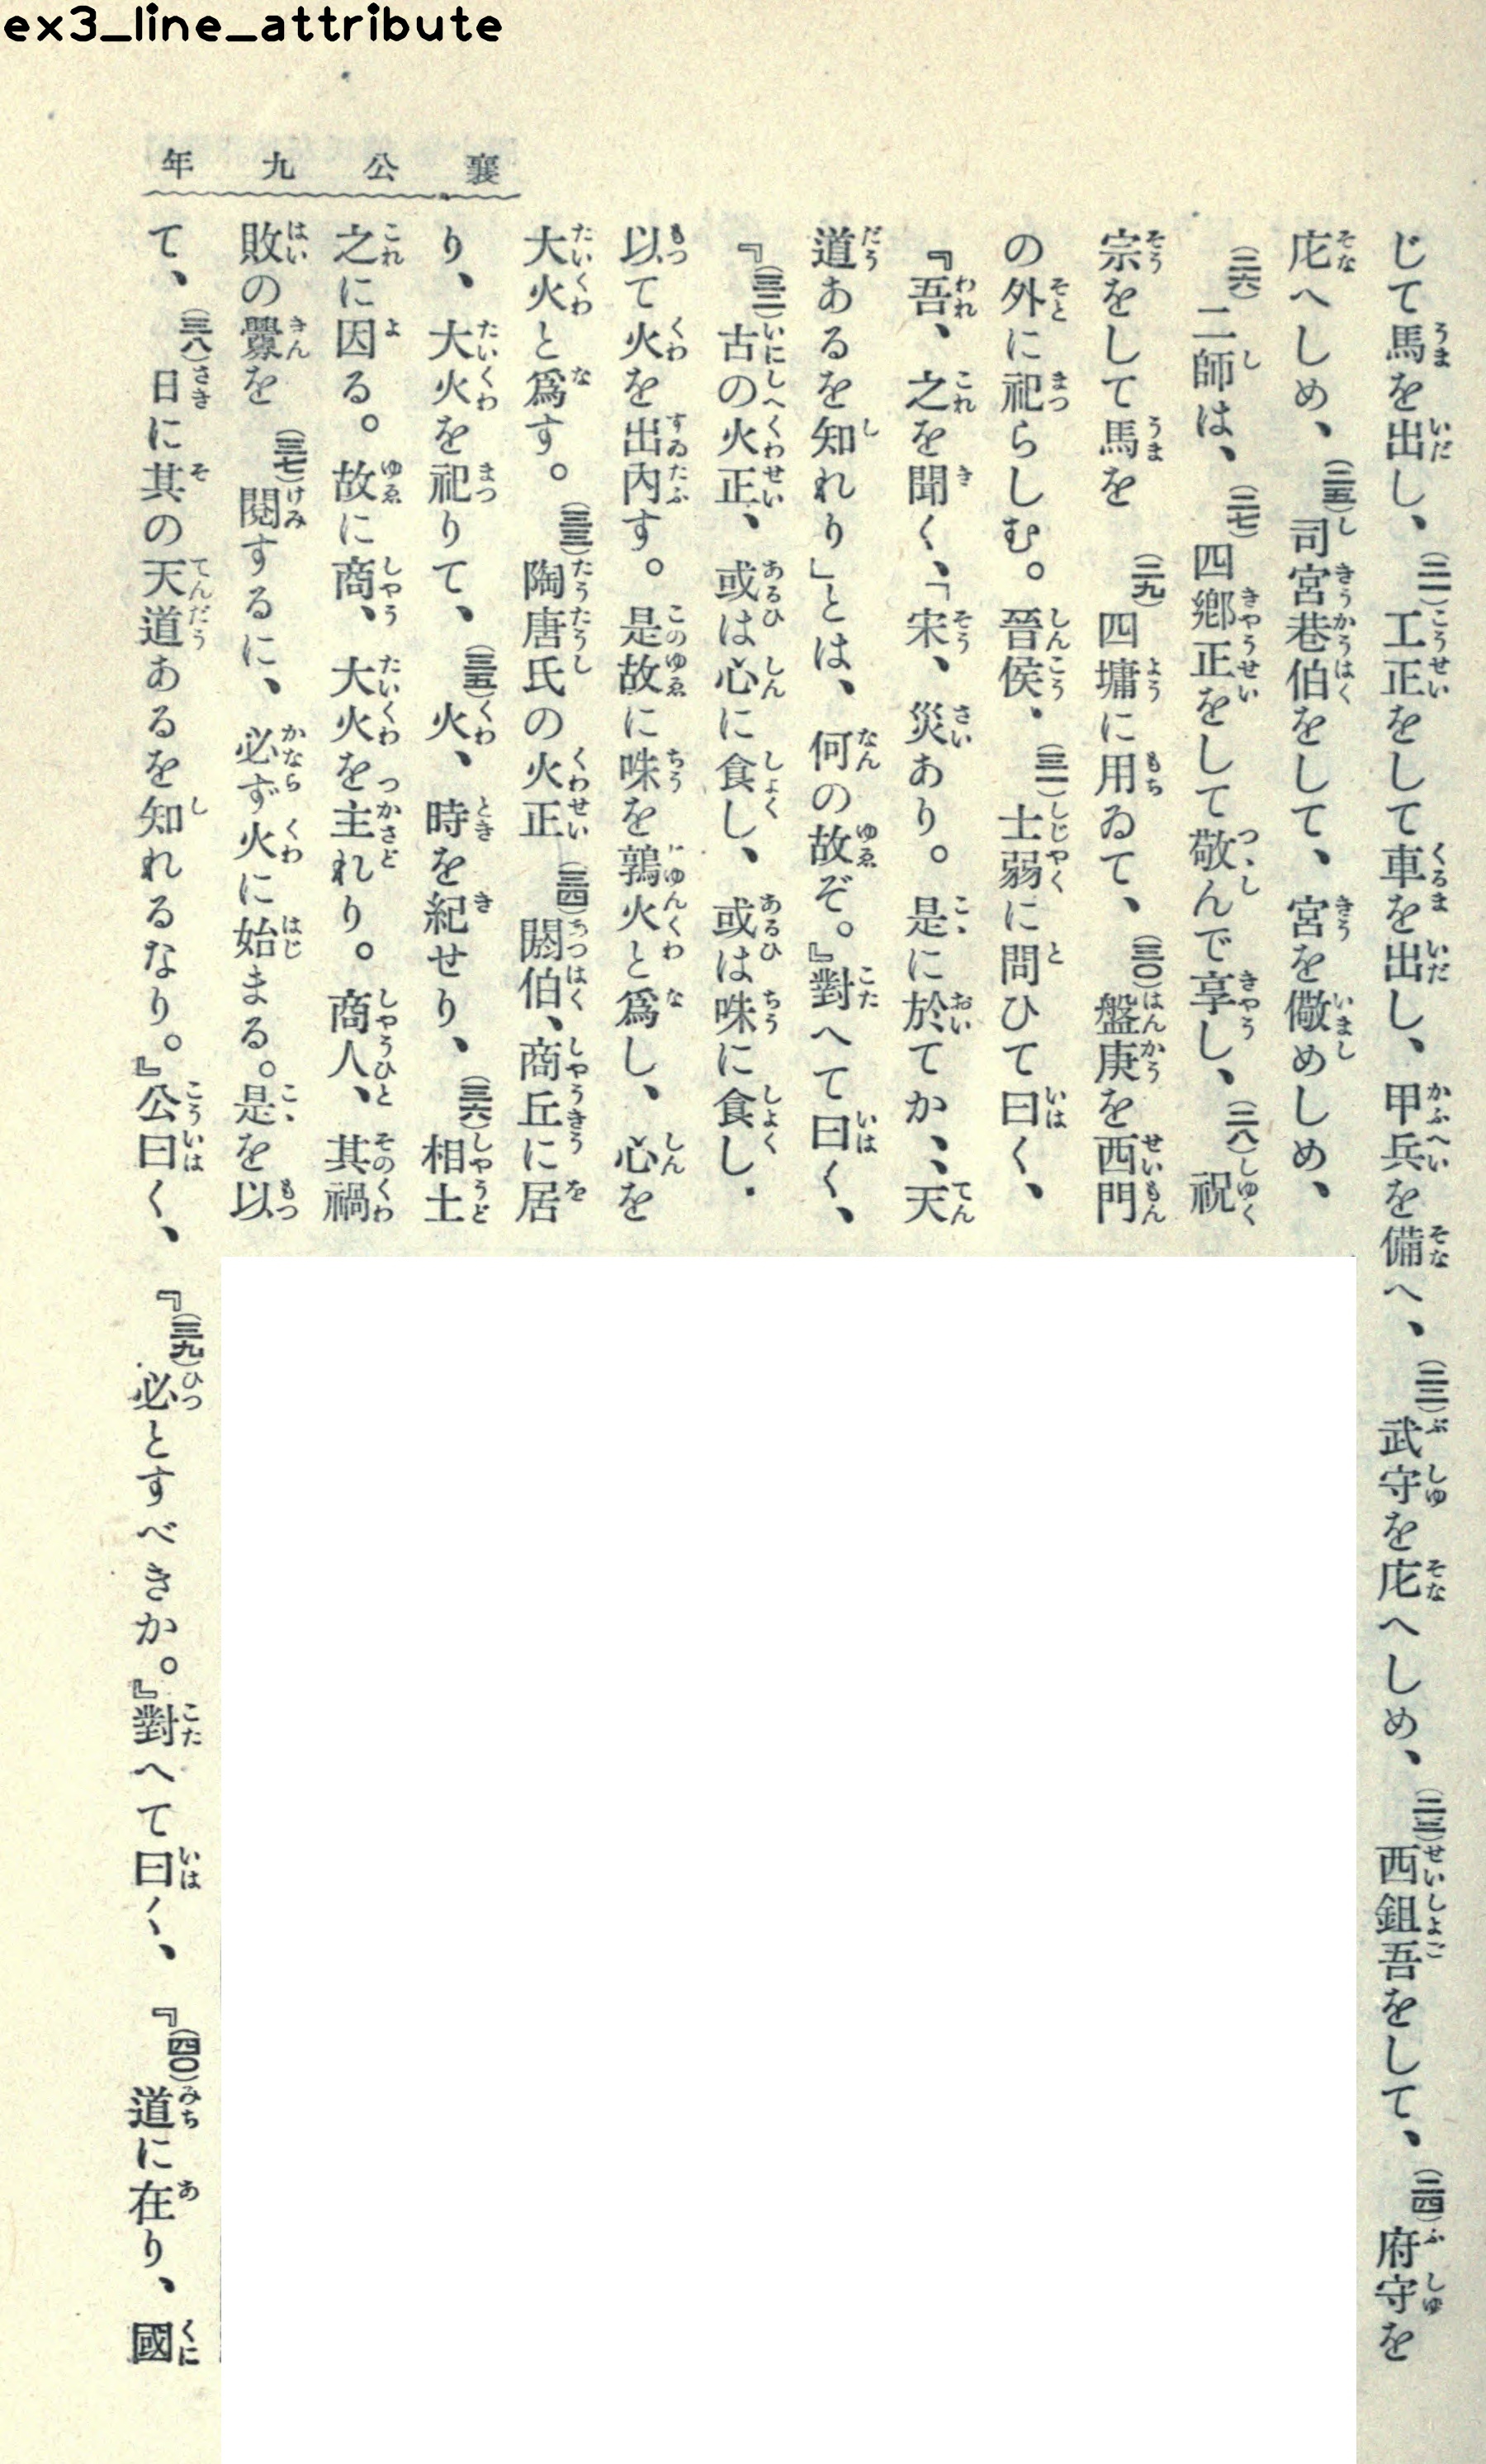 ex3_line_attribute
襄公九年
じて馬を出し、(二一)工正をして車を出し、甲兵を備へ、(二二)武守を庀へしめ、(二三)西鉏吾をして、(二四)府守を
庀へしめ、(二五)司宮巷伯をして、宮を儆めしめ、
(二六)二師は、(二七)四鄕正をして敬んで享し、(二八)祝
宗をして馬を(二九)四墉に用ゐて、(三〇)盤庚を西門
の外に祀らしむ。晉侯、(三一)士弱に問ひて曰く、
『吾、之を聞く、「宋、災あり。是に於てか、天
道あるを知れり」とは、何の故ぞ。』對へて曰く、
『(三二)古の火正、或は心に食し、或は咮に食し、
以て火を出內す。是故に咮を鶉火と爲し、心を
大火と爲す。(三三)陶唐氏の火正(三四)閼伯、商丘に居
り、大火を祀りて、(三五)火、時を紀せり、(三六)相土
之に因る。故に商、大火を主れり。商人、其禍
敗の釁を(三七)閱するに、必ず火に始まる。是を以
て、(三八)日に其の天道あるを知れるなり。』公曰く、『(三九)必とすべきか。』對へて曰く、『(四〇)道に在り、國